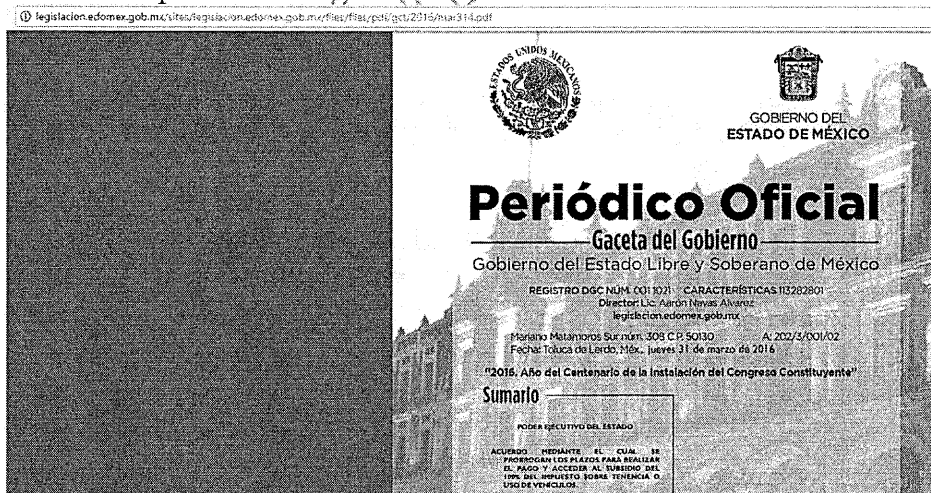 legislacion.edomex.gob.mx/sites/legislacion.edomex.gob.mx/files/files/pdf/gct/2016/mar314.pdf
ESTADOS UNIDOS MEXICANOS
GOBIERNO DEL
ESTADO DE MÉXICO
Periódico Oficial
Gaceta del Gobierno
Gobierno del Estado Libre y Soberano de México
REGISTRO DGC NÚM. 0011021 CARACTERÍSTICAS 113282801
Director: Lic. Aarón Navas Alvarez
legislacion.edomex.gob.mx
Mariano Matamoros Sur núm. 308 C.P. 50130 A: 202/3/001/02
Fecha: Toluca de Lerdo, Méx., jueves 31 de marzo de 2016
"2016. Año del Centenario de la Instalación del Congreso Constituyente"
Sumario
PODER EJECUTIVO DEL ESTADO
ACUERDO MEDIANTE EL CUAL SE
PRORROGAN LOS PLAZOS PARA REALIZAR
EL PAGO Y ACCEDER AL SUBSIDIO DEL
100% DEL IMPUESTO SOBRE TENENCIA O
USO DE VEHÍCULOS.